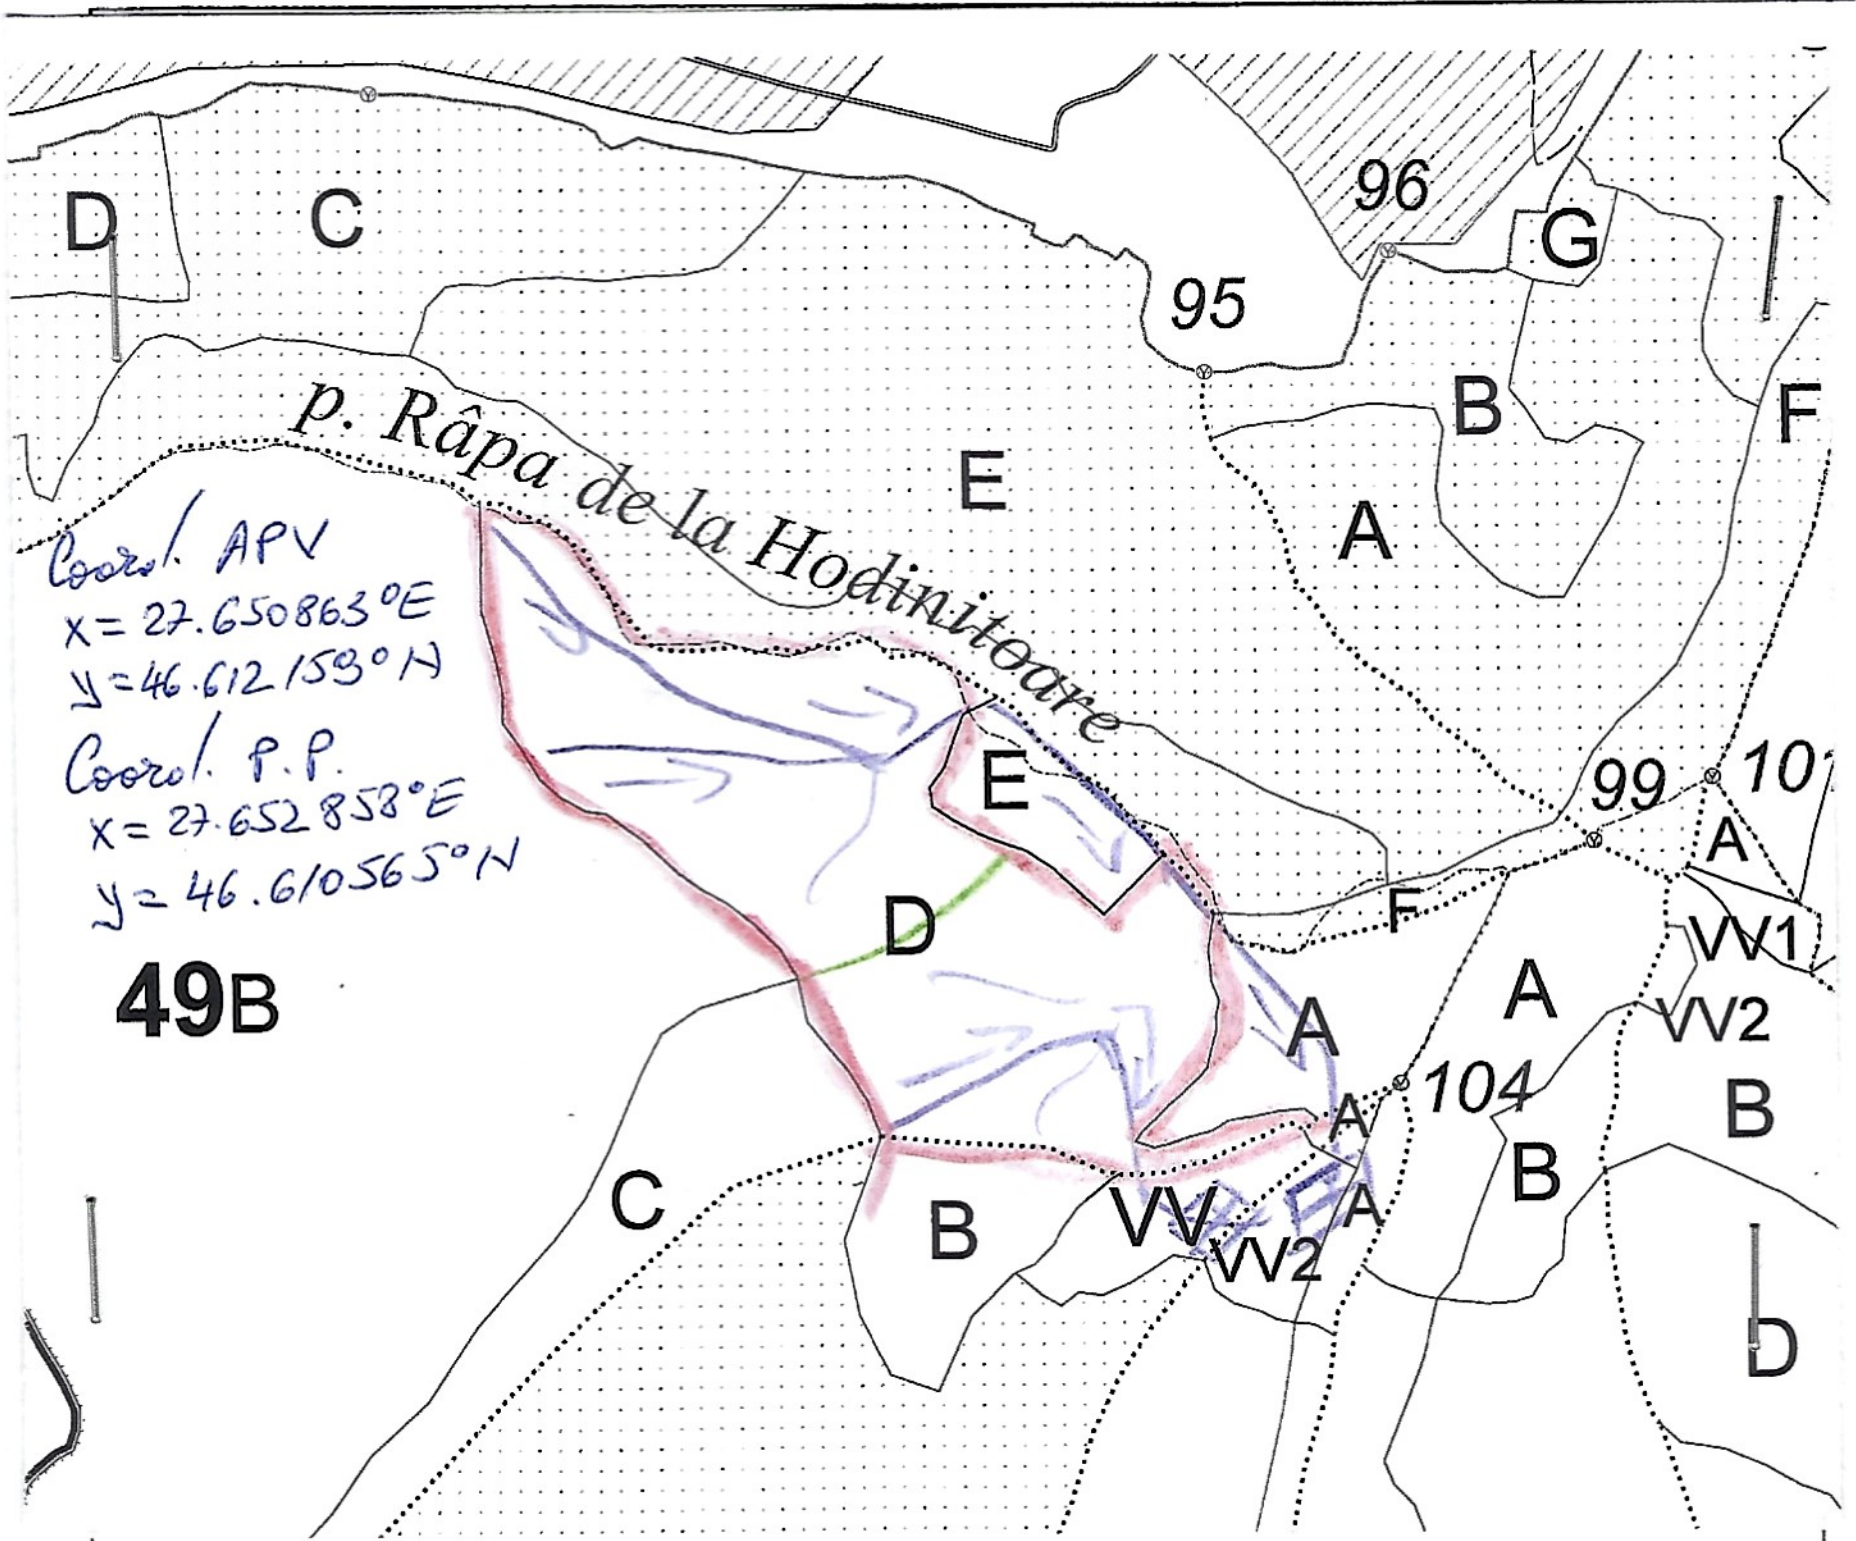 96
D
C
G
95
B
F
p. Râpa de la Hodinitoare
E
A
Coord. APV
x = 27.650863°E
y = 46.612159°N
Coord. P.P.
x = 27.652858°E
y = 46.610565°N
E
99
101
A
D
F
VV1
49B
A
A
VV2
104
A
B
B
C
B
VV
A
VV2
D